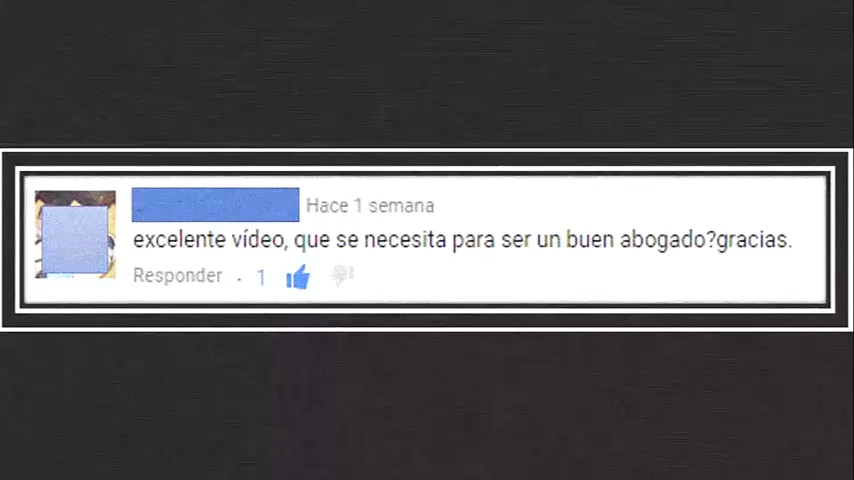 Hace 1 semana
excelente vídeo, que se necesita para ser un buen abogado?gracias.
Responder . 1